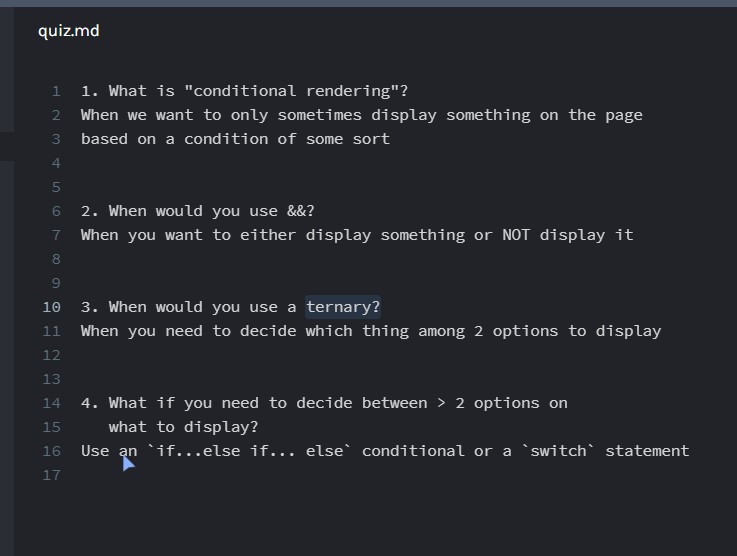 quiz.md
1 1. What is "conditional rendering"?
2 When we want to only sometimes display something on the page
3 based on a condition of some sort
4
5
6 2. When would you use &&?
7 When you want to either display something or NOT display it
8
9
10 3. When would you use a ternary?
11 When you need to decide which thing among 2 options to display
12
13
14 4. What if you need to decide between > 2 options on
15 what to display?
16 Use an `if...else if... else` conditional or a `switch` statement
17